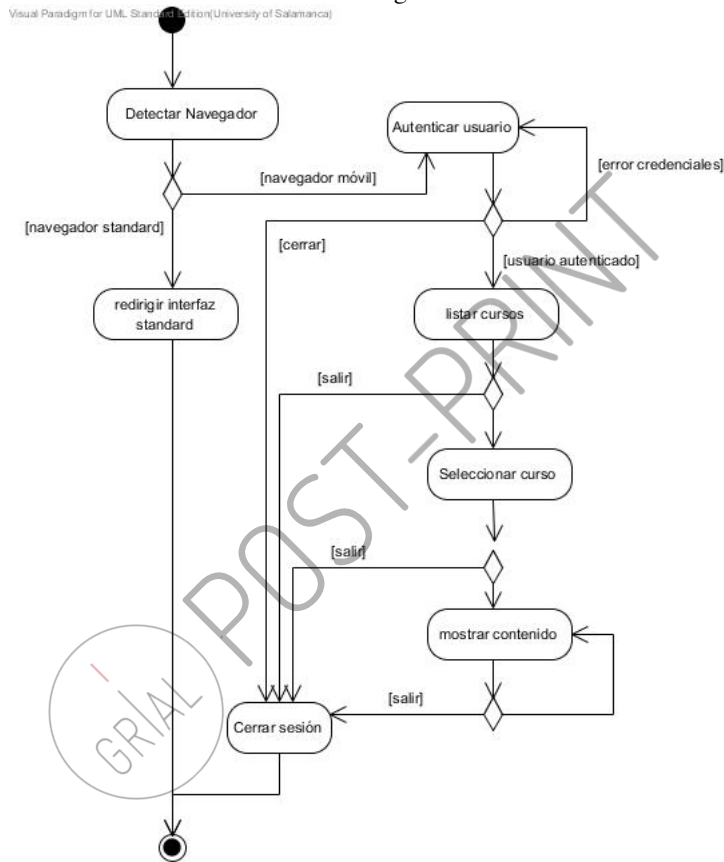 Visual Paradigm for UML Standard Edition(University of Salamanca)
Detectar Navegador
Autenticar usuario
[error credenciales]
[navegador móvil]
[navegador standard]
[cerrar]
[usuario autenticado]
redirigir interfaz
standard
listar cursos
[salir]
Seleccionar curso
[salir]
mostrar contenido
[salir]
Cerrar sesión
POST-PRINT
GRIAL